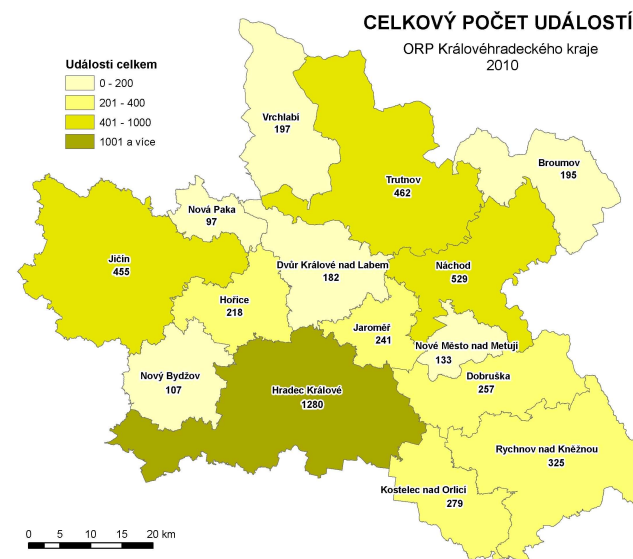 CELKOVÝ POČET UDÁLOSTÍ
ORP Královéhradeckého kraje
2010
Události celkem
0 - 200
201 - 400
401 - 1000
1001 a více
Vrchlabí
197
Trutnov
462
Broumov
195
Nová Paka
97
Jičín
455
Dvůr Králové nad Labem
182
Náchod
529
Hořice
218
Jaroměř
241
Nové Město nad Metují
133
Nový Bydžov
107
Hradec Králové
1280
Dobruška
257
Rychnov nad Kněžnou
325
Kostelec nad Orlicí
279
0 5 10 15 20 km